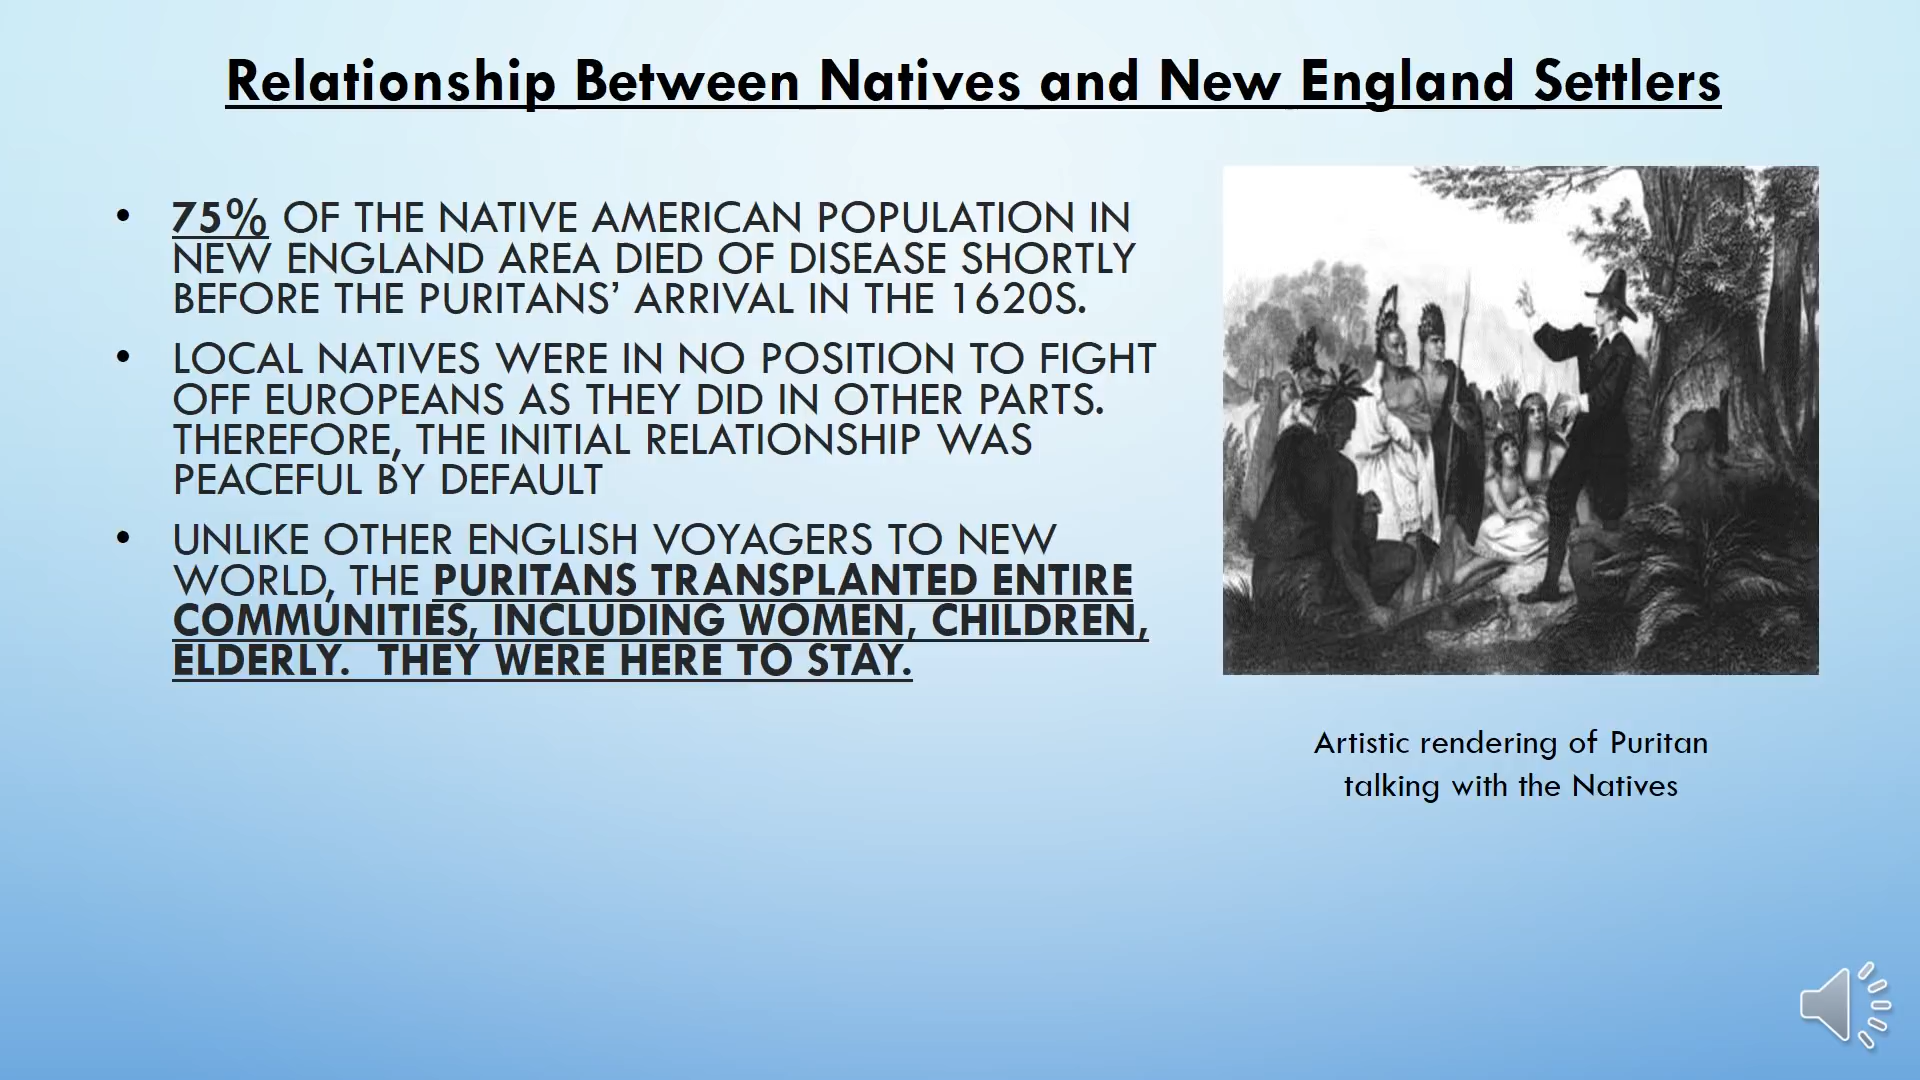 Relationship Between Natives and New England Settlers
• 75% OF THE NATIVE AMERICAN POPULATION IN
NEW ENGLAND AREA DIED OF DISEASE SHORTLY
BEFORE THE PURITANS’ ARRIVAL IN THE 1620S.
• LOCAL NATIVES WERE IN NO POSITION TO FIGHT
OFF EUROPEANS AS THEY DID IN OTHER PARTS.
THEREFORE, THE INITIAL RELATIONSHIP WAS
PEACEFUL BY DEFAULT
• UNLIKE OTHER ENGLISH VOYAGERS TO NEW
WORLD, THE PURITANS TRANSPLANTED ENTIRE
COMMUNITIES, INCLUDING WOMEN, CHILDREN,
ELDERLY.  THEY WERE HERE TO STAY.
Artistic rendering of Puritan
talking with the Natives